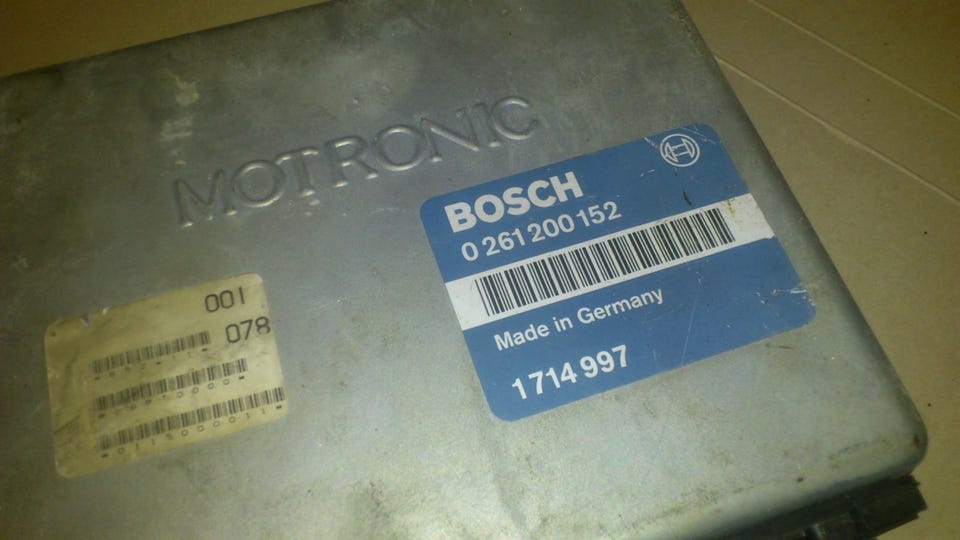 MOTRONIC
BOSCH
0 261 200 152
Made in Germany
1 714 997
001
078